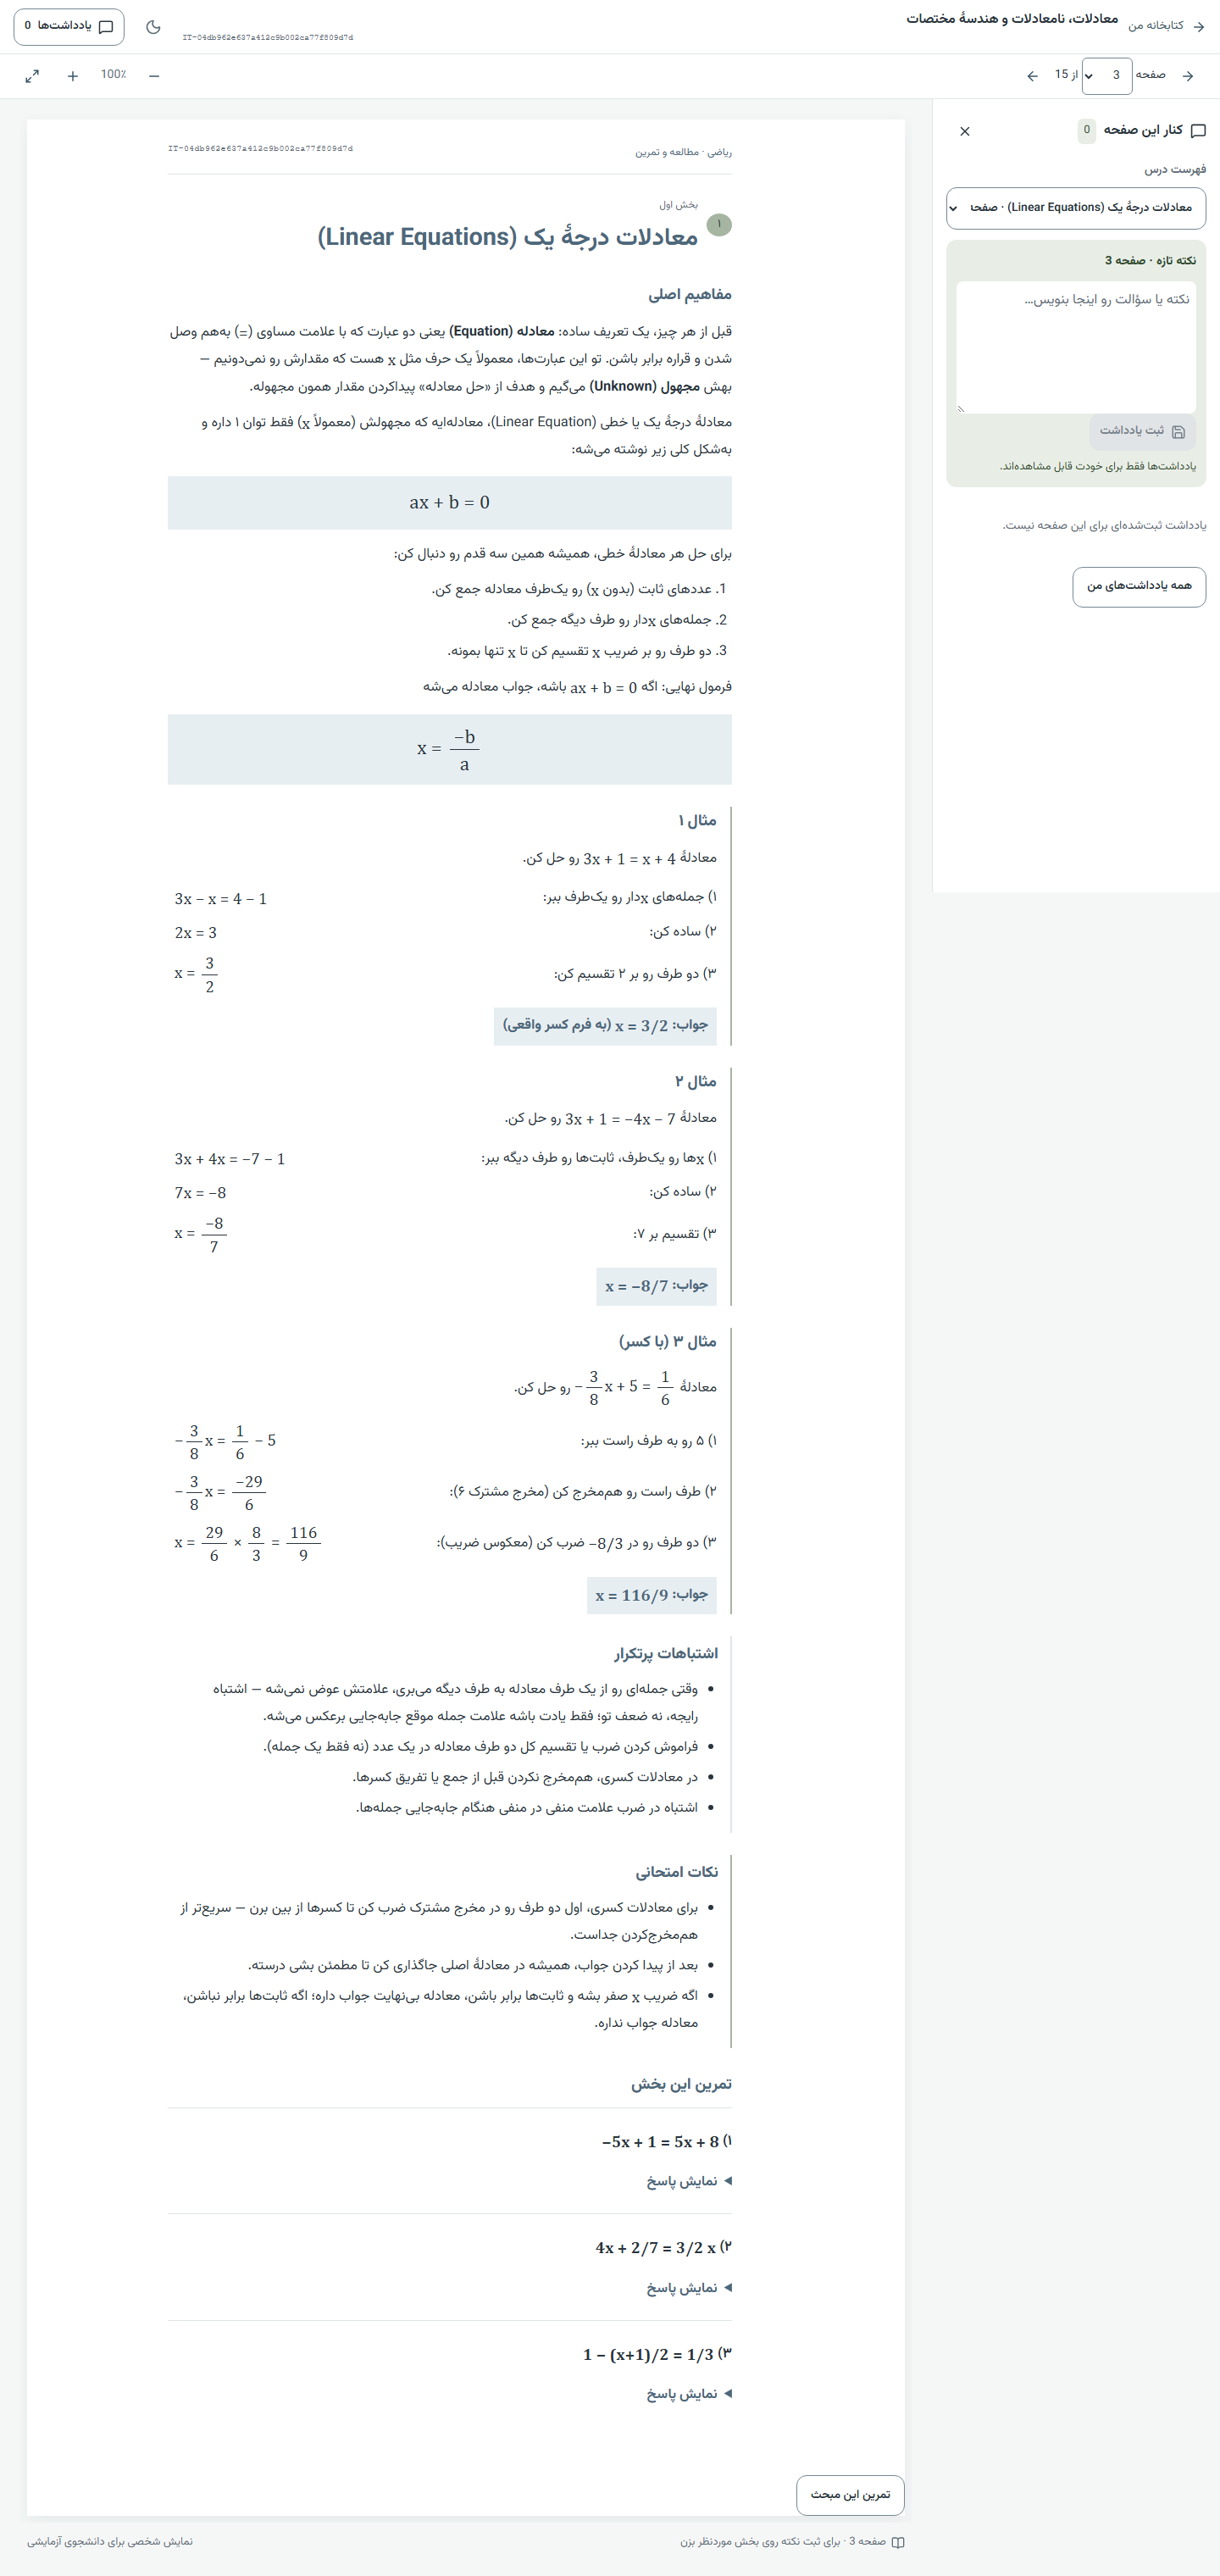 کتابخانه من
معادلات، نامعادلات و هندسهٔ مختصات
IT-04db962e637a412c9b002ca77f809d7d
یادداشت‌ها 0
صفحه 3 از 15
100٪
کنار این صفحه 0
فهرست درس
معادلات درجهٔ یک (Linear Equations) · صفحه
نکته تازه · صفحه 3
نکته یا سؤالت رو اینجا بنویس...
ثبت یادداشت
یادداشت‌ها فقط برای خودت قابل مشاهده‌اند.
یادداشت ثبت‌شده‌ای برای این صفحه نیست.
همه یادداشت‌های من
ریاضی · مطالعه و تمرین
IT-04db962e637a412c9b002ca77f809d7d
بخش اول
۱
معادلات درجهٔ یک (Linear Equations)
مفاهیم اصلی
قبل از هر چیز، یک تعریف ساده: معادله (Equation) یعنی دو عبارت که با علامت مساوی (=) به‌هم وصل
شدن و قراره برابر باشن. تو این عبارت‌ها، معمولاً یک حرف مثل x هست که مقدارش رو نمی‌دونیم —
بهش مجهول (Unknown) می‌گیم و هدف از «حل معادله» پیداکردن مقدار همون مجهوله.
معادلهٔ درجهٔ یک یا خطی (Linear Equation)، معادله‌ایه که مجهولش (معمولاً x) فقط توان ۱ داره و
به‌شکل کلی زیر نوشته می‌شه:
ax + b = 0
برای حل هر معادلهٔ خطی، همیشه همین سه قدم رو دنبال کن:
1. عددهای ثابت (بدون x) رو یک‌طرف معادله جمع کن.
2. جمله‌های xدار رو طرف دیگه جمع کن.
3. دو طرف رو بر ضریب x تقسیم کن تا x تنها بمونه.
فرمول نهایی: اگه ax + b = 0 باشه، جواب معادله می‌شه
x = −b / a
مثال ۱
معادلهٔ 3x + 1 = x + 4 رو حل کن.
۱) جمله‌های xدار رو یک‌طرف ببر: 3x − x = 4 − 1
۲) ساده کن: 2x = 3
۳) دو طرف رو بر ۲ تقسیم کن: x = 3/2
جواب: x = 3/2 (به فرم کسر واقعی)
مثال ۲
معادلهٔ 3x + 1 = −4x − 7 رو حل کن.
۱) xها رو یک‌طرف، ثابت‌ها رو طرف دیگه ببر: 3x + 4x = −7 − 1
۲) ساده کن: 7x = −8
۳) تقسیم بر ۷: x = −8/7
جواب: x = −8/7
مثال ۳ (با کسر)
معادلهٔ −3/8 x + 5 = 1/6 رو حل کن.
۱) ۵ رو به طرف راست ببر: −3/8 x = 1/6 − 5
۲) طرف راست رو هم‌مخرج کن (مخرج مشترک ۶): −3/8 x = −29/6
۳) دو طرف رو در −8/3 ضرب کن (معکوس ضریب): x = 29/6 × 8/3 = 116/9
جواب: x = 116/9
اشتباهات پرتکرار
• وقتی جمله‌ای رو از یک طرف معادله به طرف دیگه می‌بری، علامتش عوض نمی‌شه — اشتباه
رایجه، نه ضعف تو؛ فقط یادت باشه علامت جمله موقع جابه‌جایی برعکس می‌شه.
• فراموش کردن ضرب یا تقسیم کل دو طرف معادله در یک عدد (نه فقط یک جمله).
• در معادلات کسری، هم‌مخرج نکردن قبل از جمع یا تفریق کسرها.
• اشتباه در ضرب علامت منفی در منفی هنگام جابه‌جایی جمله‌ها.
نکات امتحانی
• برای معادلات کسری، اول دو طرف رو در مخرج مشترک ضرب کن تا کسرها از بین برن — سریع‌تر از
هم‌مخرج‌کردن جداست.
• بعد از پیدا کردن جواب، همیشه در معادلهٔ اصلی جاگذاری کن تا مطمئن بشی درسته.
• اگه ضریب x صفر بشه و ثابت‌ها برابر باشن، معادله بی‌نهایت جواب داره؛ اگه ثابت‌ها برابر نباشن،
معادله جواب نداره.
تمرین این بخش
۱) −5x + 1 = 5x + 8
نمایش پاسخ
۲) 4x + 2/7 = 3/2 x
نمایش پاسخ
۳) 1 − (x+1)/2 = 1/3
نمایش پاسخ
تمرین این مبحث
صفحه 3 · برای ثبت نکته روی بخش موردنظر بزن
نمایش شخصی برای دانشجوی آزمایشی